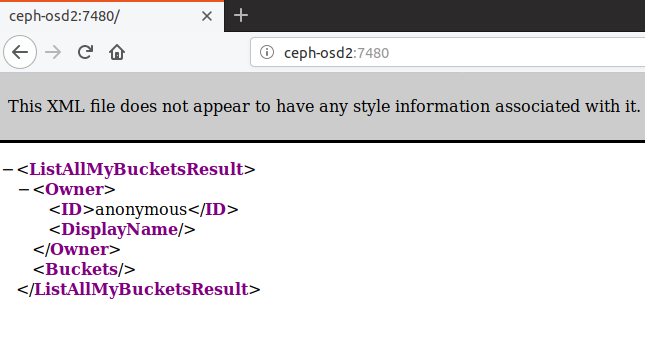 ceph-osd2:7480/
ceph-osd2:7480
This XML file does not appear to have any style information associated with it.
−<ListAllMyBucketsResult>
−<Owner>
<ID>anonymous</ID>
<DisplayName/>
</Owner>
<Buckets/>
</ListAllMyBucketsResult>